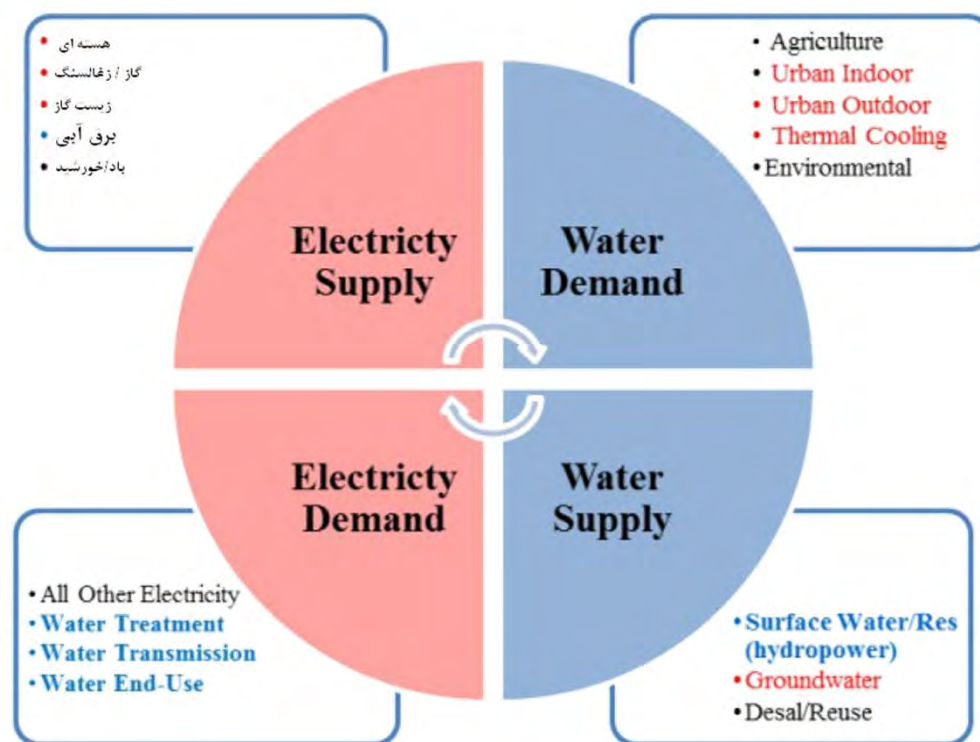 • هسته ای
• گاز / زغالسنگ
• زیست گاز
• برق آبی
• باد/خورشید
• Agriculture
• Urban Indoor
• Urban Outdoor
• Thermal Cooling
• Environmental
Electricty
Supply
Water
Demand
Electricty
Demand
Water
Supply
• All Other Electricity
• Water Treatment
• Water Transmission
• Water End-Use
• Surface Water/Res
(hydropower)
• Groundwater
• Desal/Reuse